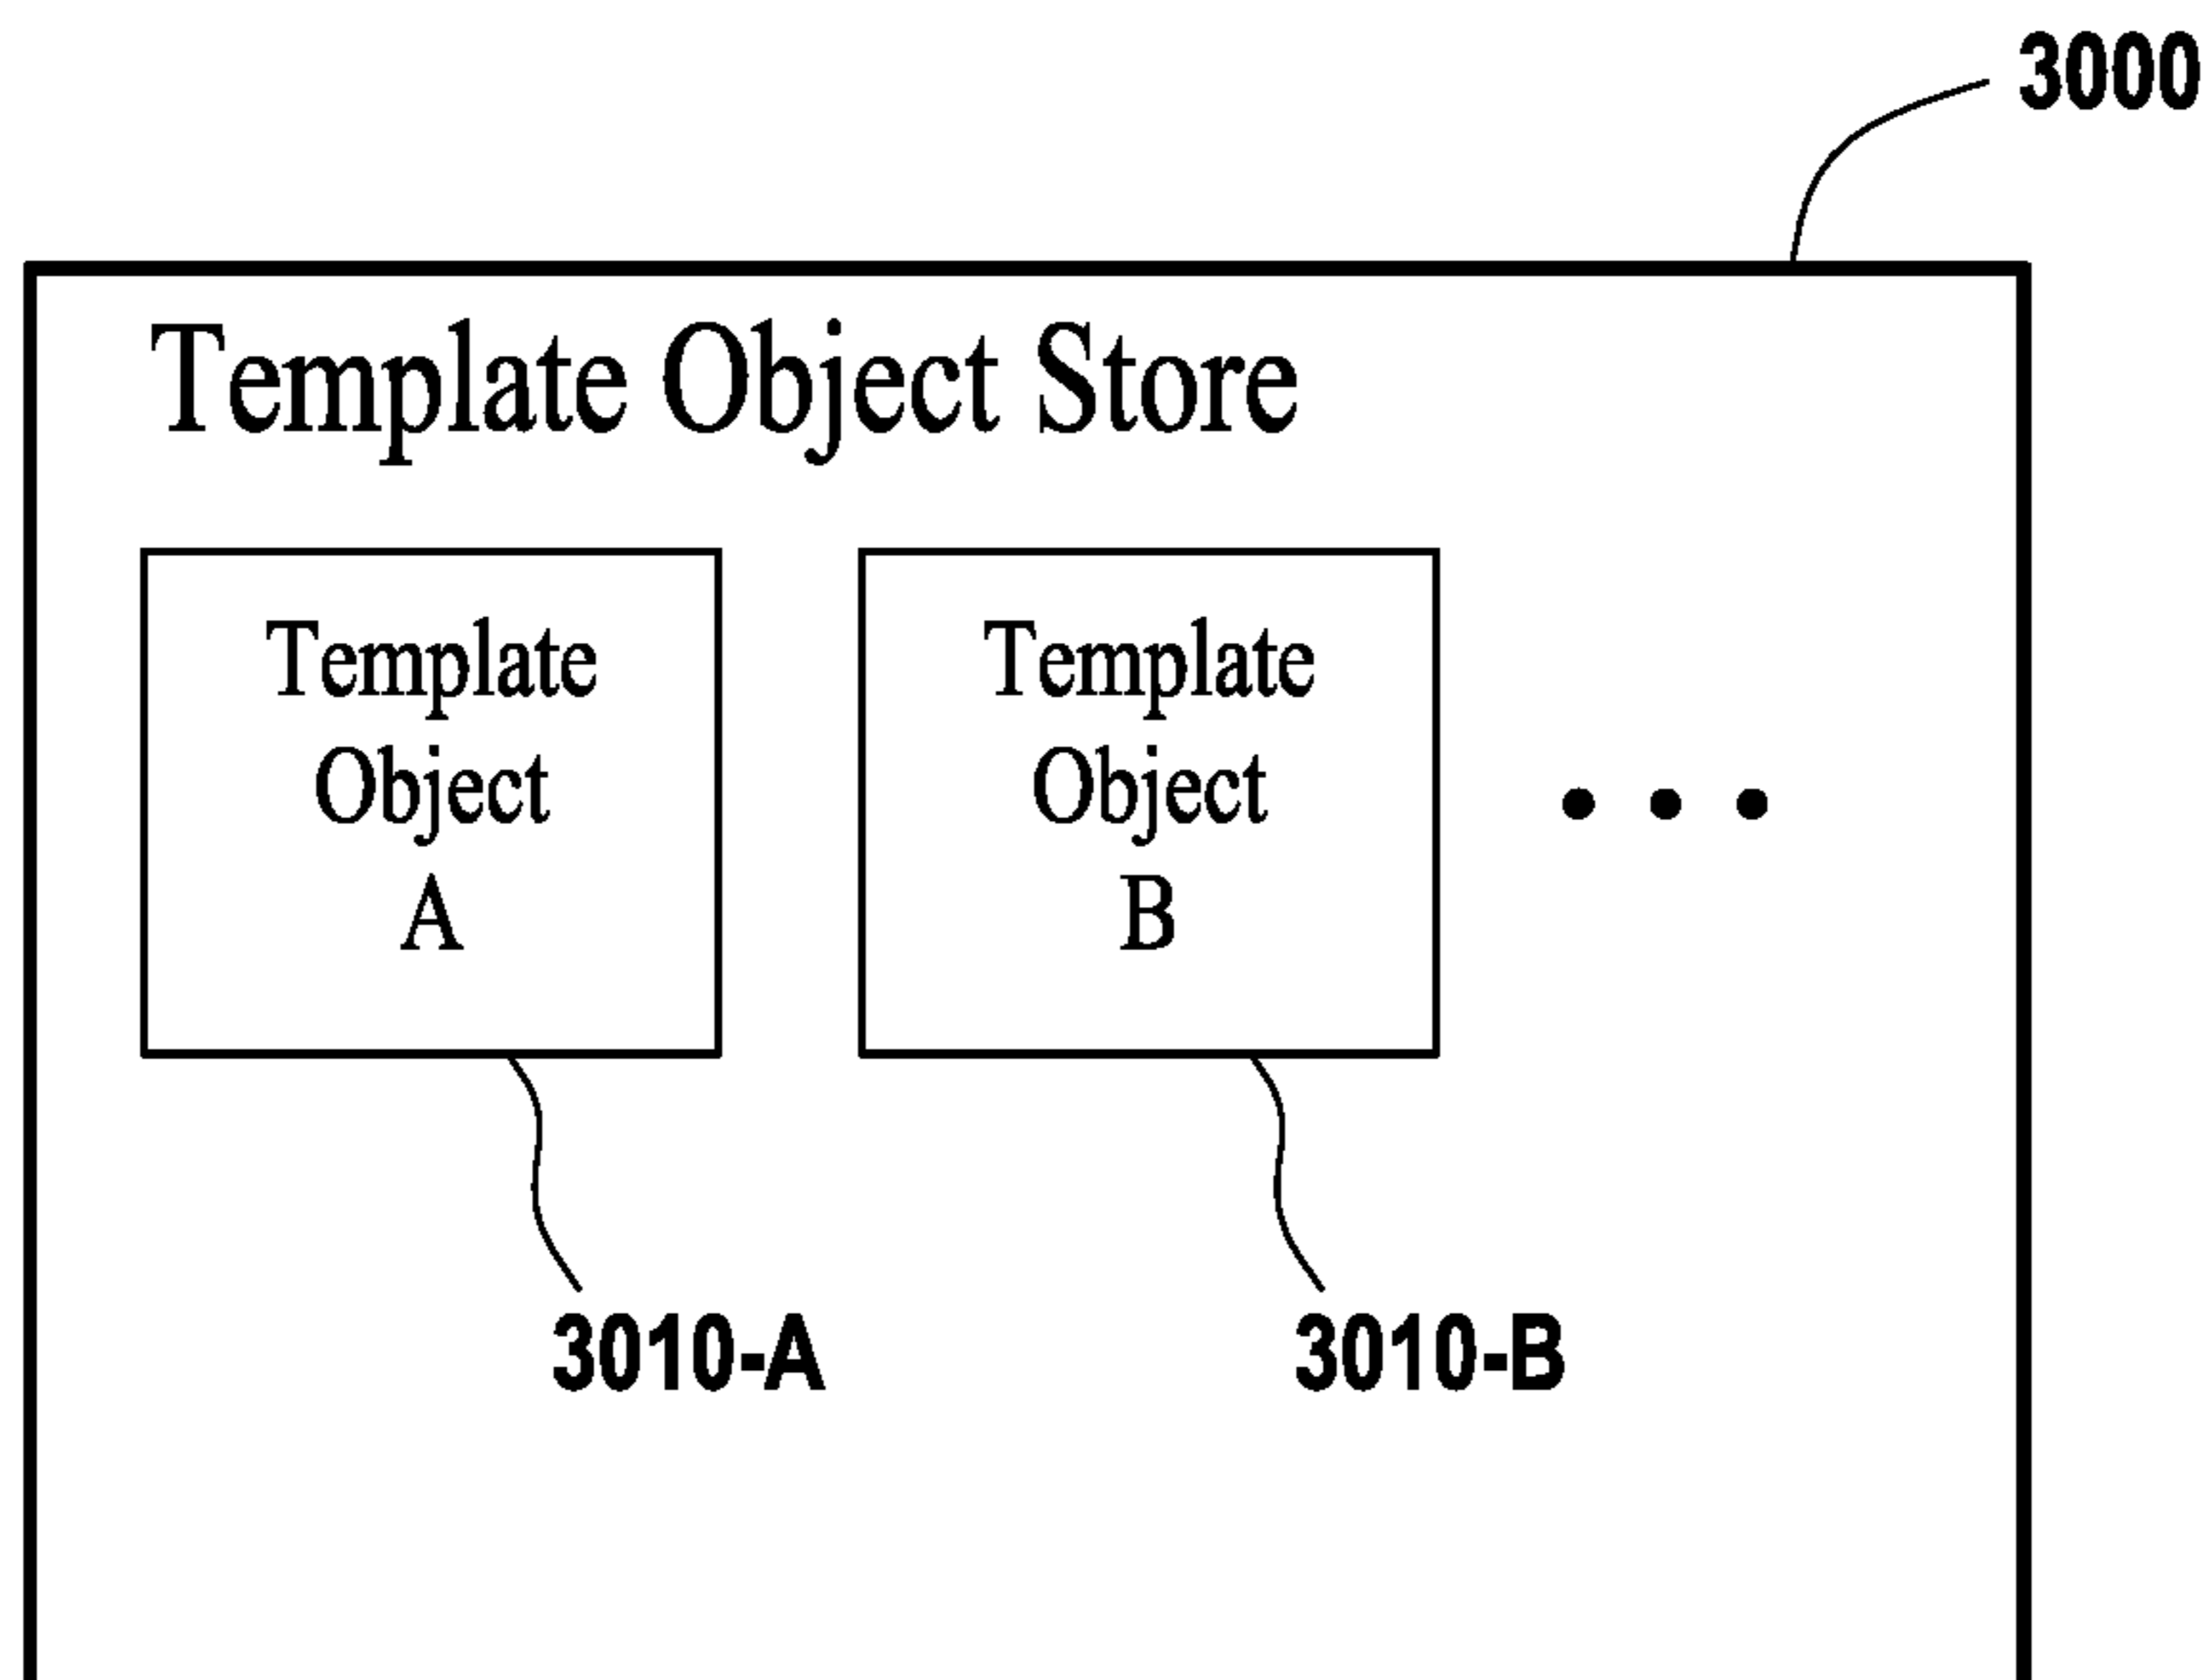 3000
Template Object Store
Template
Object
A
Template
Object
B
• • •
3010-A
3010-B